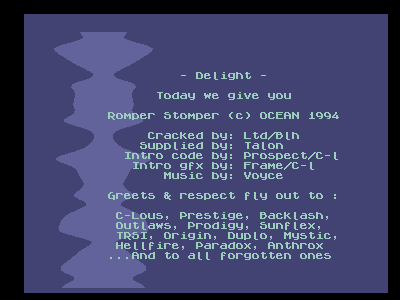 - Delight -
Today we give you
Romper Stomper (c) OCEAN 1994
Cracked by: Ltd/Blh
Supplied by: Talon
Intro code by: Prospect/C-l
Intro gfx by: Frame/C-l
Music by: Voyce
Greets & respect fly out to :
C-Lous, Prestige, Backlash,
Outlaws, Prodigy, Sunflex,
TRSI, Origin, Duplo, Mystic,
Hellfire, Paradox, Anthrox
...And to all forgotten ones